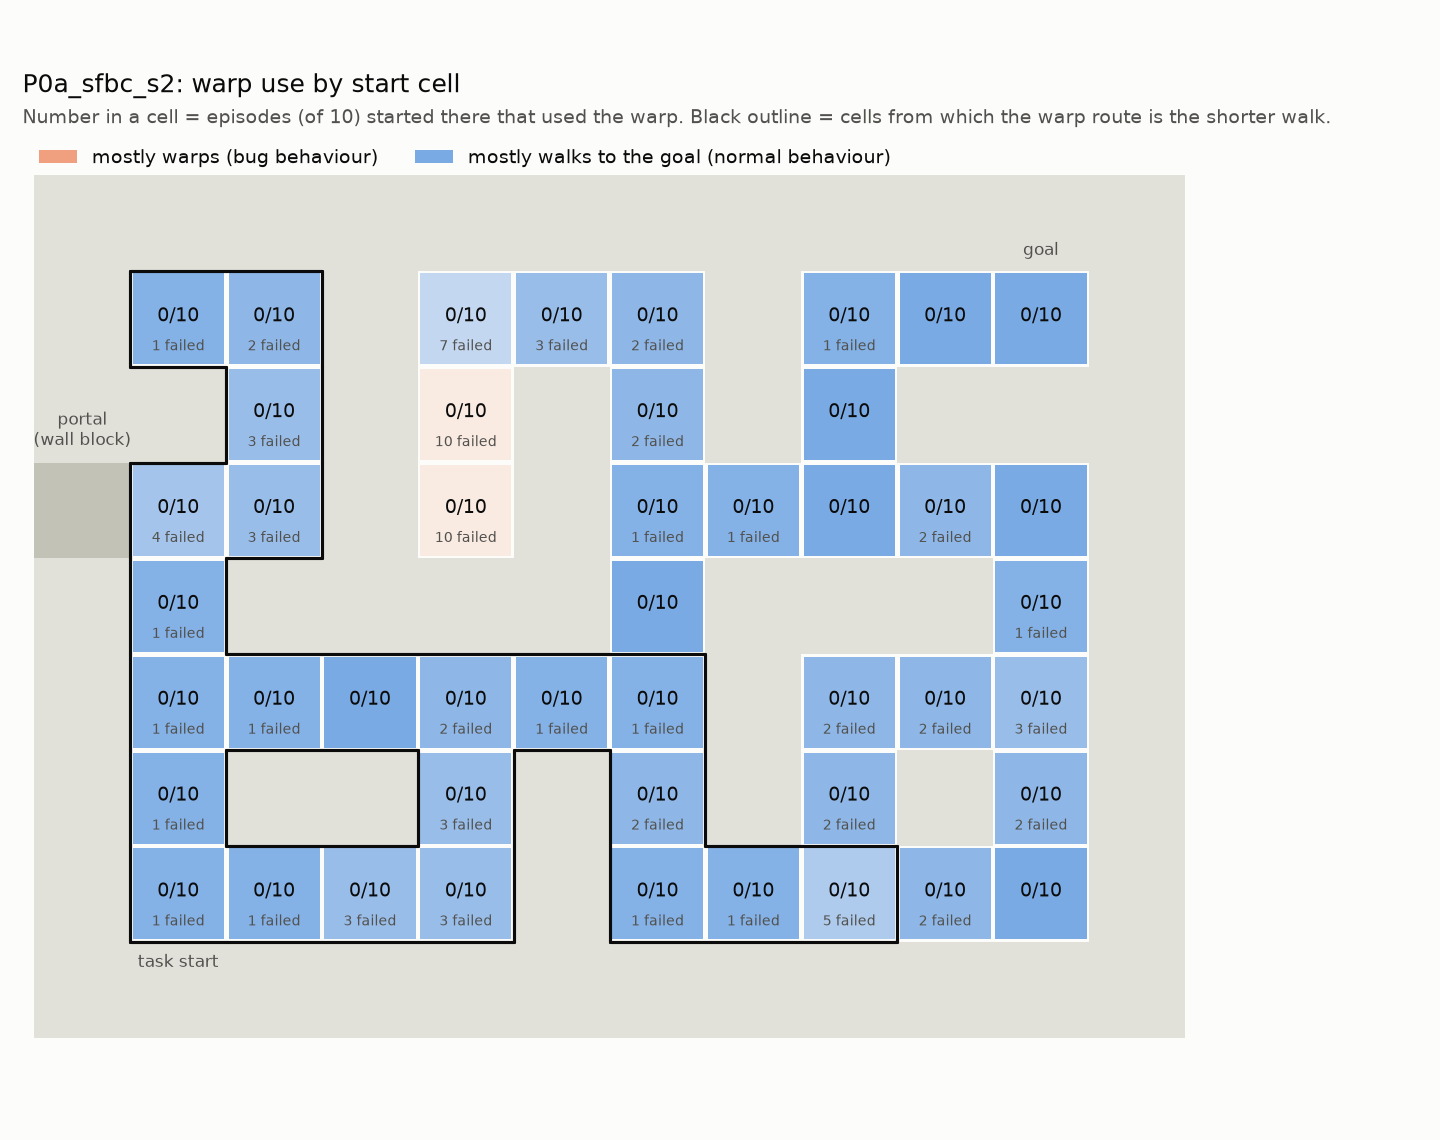 P0a_sfbc_s2: warp use by start cell
Number in a cell = episodes (of 10) started there that used the warp. Black outline = cells from which the warp route is the shorter walk.
mostly warps (bug behaviour) mostly walks to the goal (normal behaviour)
goal
0/10 0/10 0/10 0/10 0/10 0/10 0/10 0/10
1 failed 2 failed 7 failed 3 failed 2 failed 1 failed
portal
(wall block)
0/10 0/10 0/10 0/10
3 failed 10 failed 2 failed
0/10 0/10 0/10 0/10 0/10 0/10 0/10 0/10
4 failed 3 failed 10 failed 1 failed 1 failed 2 failed
0/10 0/10 0/10
1 failed 1 failed
0/10 0/10 0/10 0/10 0/10 0/10 0/10 0/10 0/10
1 failed 1 failed 2 failed 1 failed 1 failed 2 failed 2 failed 3 failed
0/10 0/10 0/10 0/10 0/10
1 failed 3 failed 2 failed 2 failed 2 failed
0/10 0/10 0/10 0/10 0/10 0/10 0/10 0/10 0/10
1 failed 1 failed 3 failed 3 failed 1 failed 1 failed 5 failed 2 failed
task start